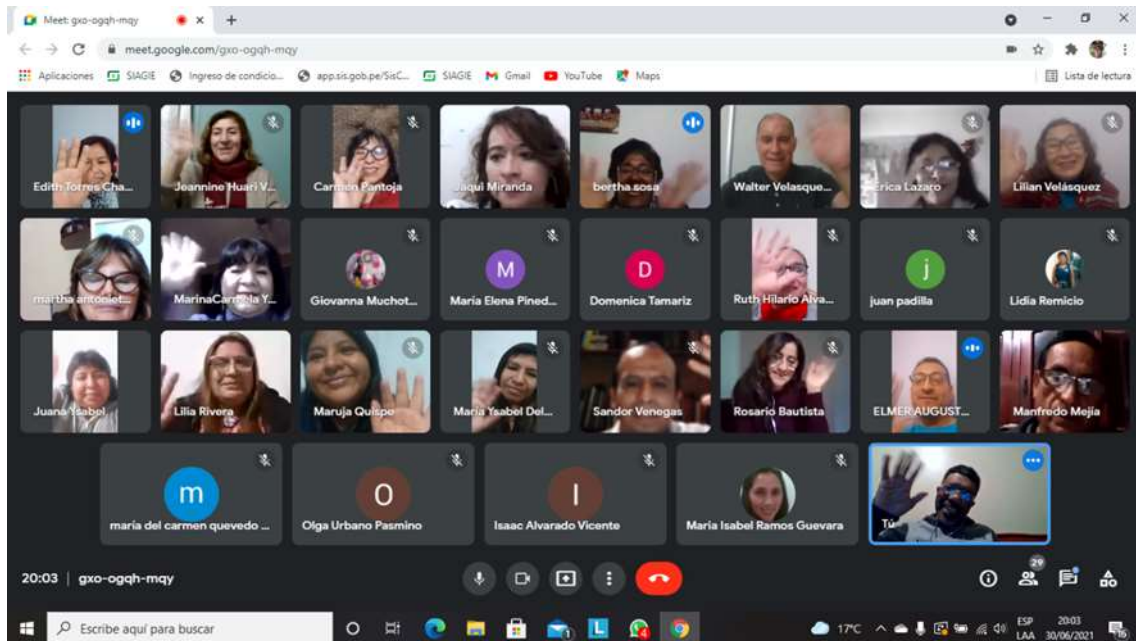 Meet: gxo-ogqh-mqy
meet.google.com/gxo-ogqh-mqy
Aplicaciones SIAGIE Ingreso de condicio... app.sis.gob.pe/SisC... SIAGIE Gmail YouTube Maps Lista de lectura
Edith Torres Cha... Jeannine Huari V... Carmen Pantoja Jaqui Miranda bertha sosa Walter Velasque... Erica Lazaro Lilian Velásquez
M D j
martha antoniet... MarinaCarmela Y... Giovanna Muchot... María Elena Pined... Domenica Tamariz Ruth Hilario Alva... juan padilla Lidia Remicio
Juana Ysabel Lilia Rivera Maruja Quispe María Ysabel Del... Sandor Venegas Rosario Bautista ELMER AUGUST... Manfredo Mejía
m O I
maría del carmen quevedo ... Olga Urbano Pasmino Isaac Alvarado Vicente Maria Isabel Ramos Guevara Tú
20:03 | gxo-ogqh-mqy 29
Escribe aquí para buscar L 17°C ESP 20:03
LAA 30/06/2021